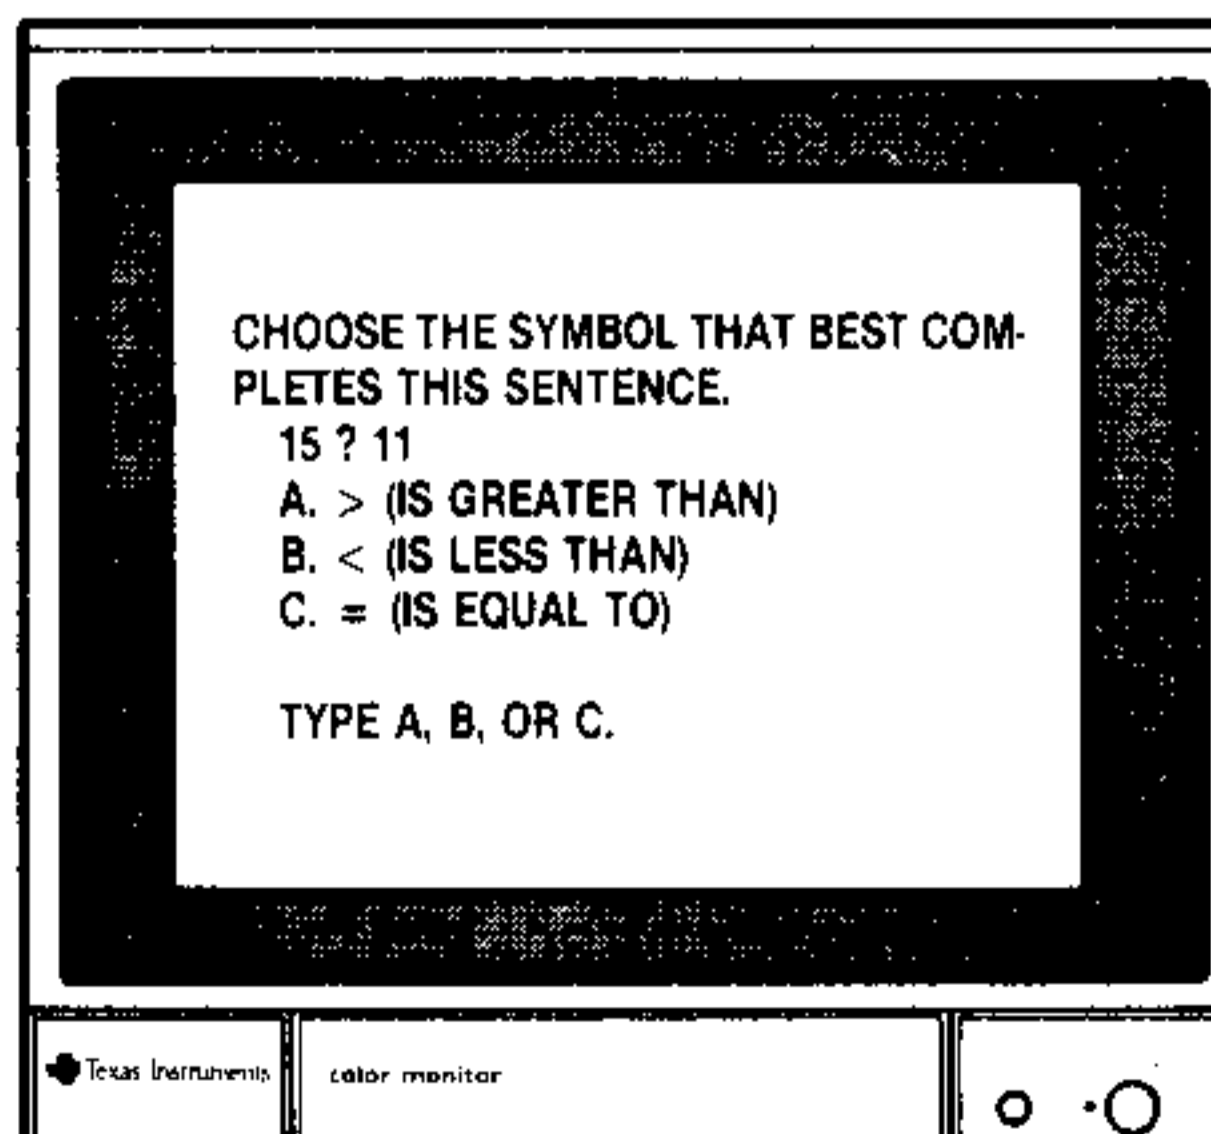 CHOOSE THE SYMBOL THAT BEST COM-
PLETES THIS SENTENCE.
15 ? 11
A. > (IS GREATER THAN)
B. < (IS LESS THAN)
C. = (IS EQUAL TO)
TYPE A, B, OR C.
Texas Instruments
color monitor